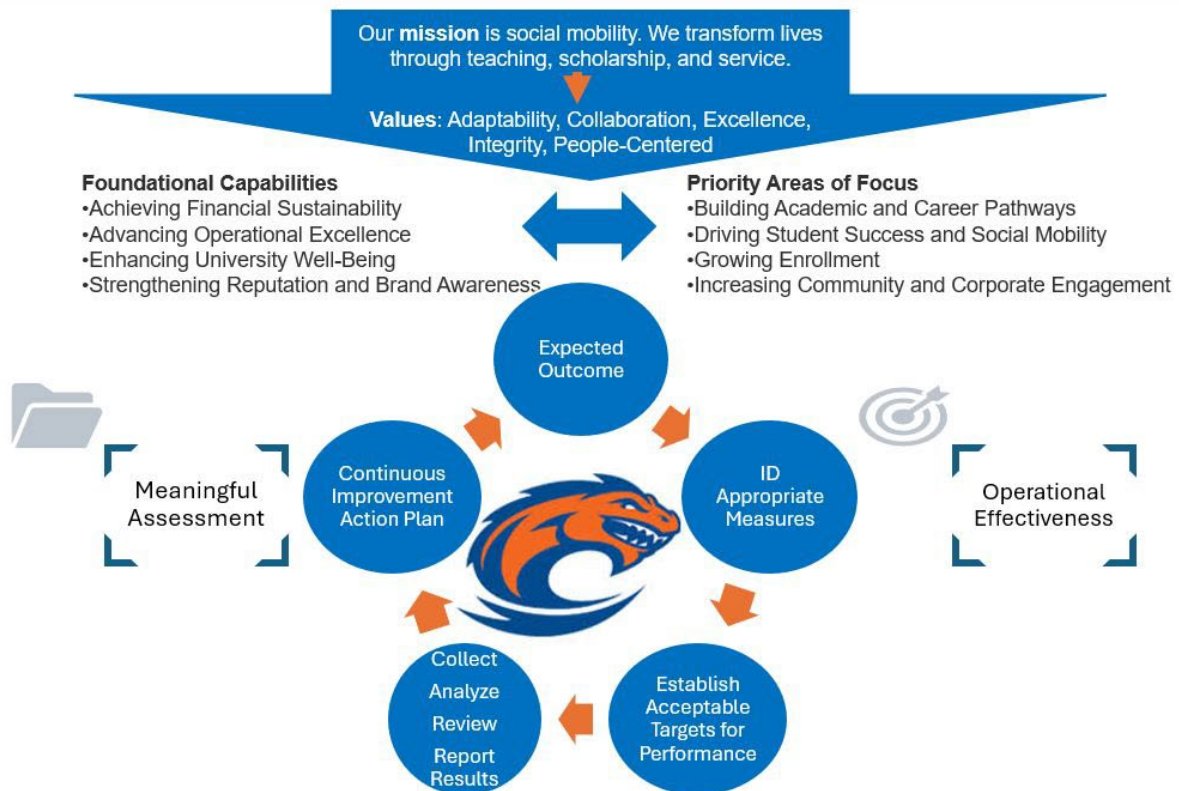 Our mission is social mobility. We transform lives
through teaching, scholarship, and service.
Values: Adaptability, Collaboration, Excellence,
Integrity, People-Centered
Foundational Capabilities
•Achieving Financial Sustainability
•Advancing Operational Excellence
•Enhancing University Well-Being
•Strengthening Reputation and Brand Awareness
Priority Areas of Focus
•Building Academic and Career Pathways
•Driving Student Success and Social Mobility
•Growing Enrollment
•Increasing Community and Corporate Engagement
Expected
Outcome
Meaningful
Assessment
Continuous
Improvement
Action Plan
ID
Appropriate
Measures
Operational
Effectiveness
Collect
Analyze
Review
Report
Results
Establish
Acceptable
Targets for
Performance